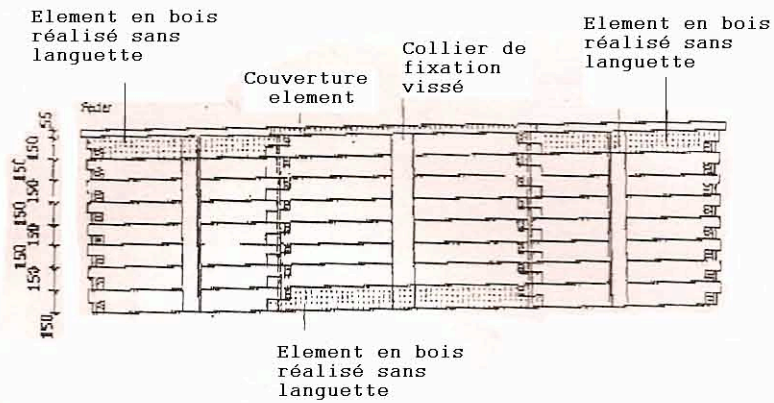 Element en bois
réalisé sans
languette
Couverture
element
Collier de
fixation
vissé
Element en bois
réalisé sans
languette
55
150
150
150
150
150
150
150
150
Element en bois
réalisé sans
languette